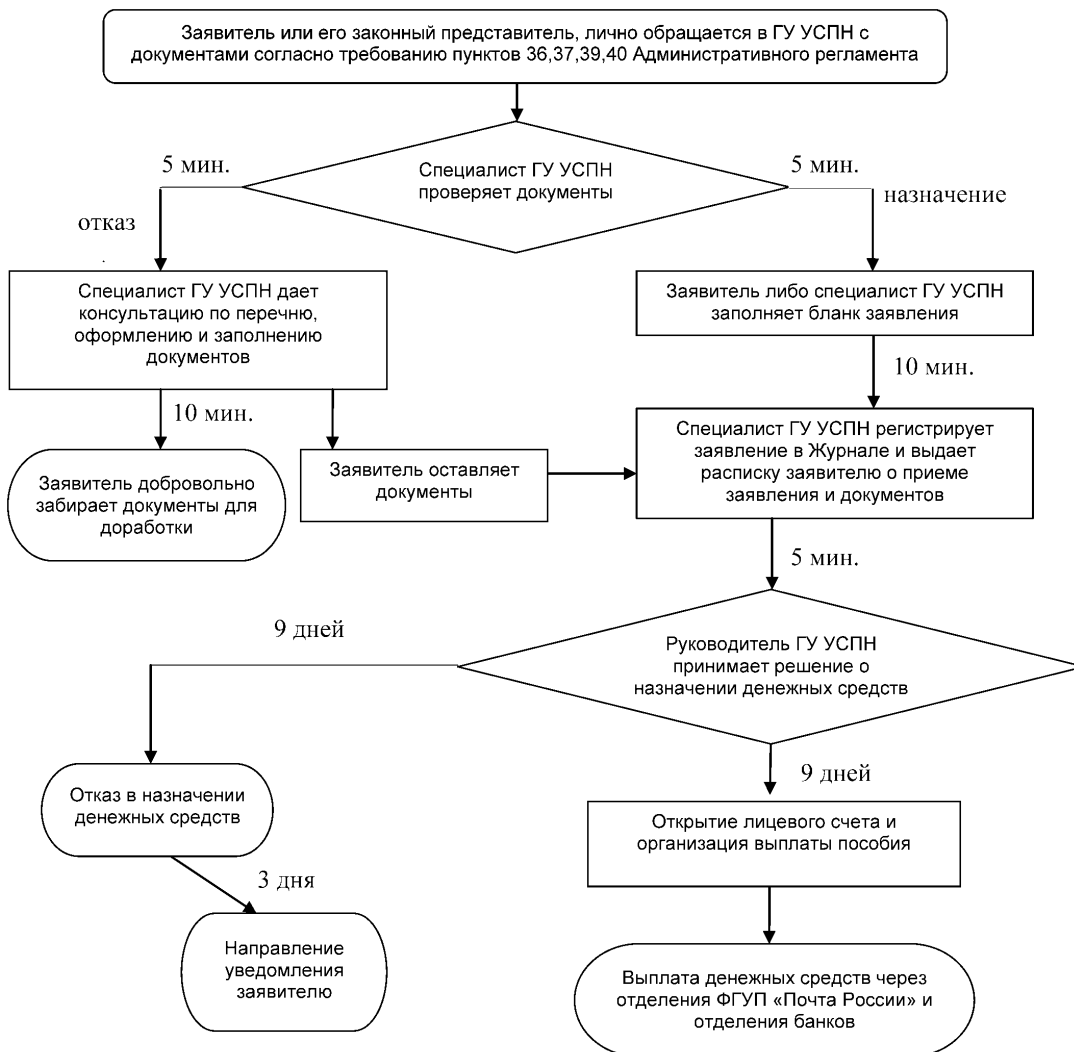 Заявитель или его законный представитель, лично обращается в ГУ УСПН с
документами согласно требованию пунктов 36,37,39,40 Административного регламента
5 мин.
Специалист ГУ УСПН
проверяет документы
5 мин.
отказ
назначение
Специалист ГУ УСПН дает
консультацию по перечню,
оформлению и заполнению
документов
Заявитель либо специалист ГУ УСПН
заполняет бланк заявления
10 мин.
10 мин.
Заявитель добровольно
забирает документы для
доработки
Заявитель оставляет
документы
Специалист ГУ УСПН регистрирует
заявление в Журнале и выдает
расписку заявителю о приеме
заявления и документов
5 мин.
9 дней
Руководитель ГУ УСПН
принимает решение о
назначении денежных средств
9 дней
Отказ в назначении
денежных средств
Открытие лицевого счета и
организация выплаты пособия
3 дня
Направление
уведомления
заявителю
Выплата денежных средств через
отделения ФГУП «Почта России» и
отделения банков